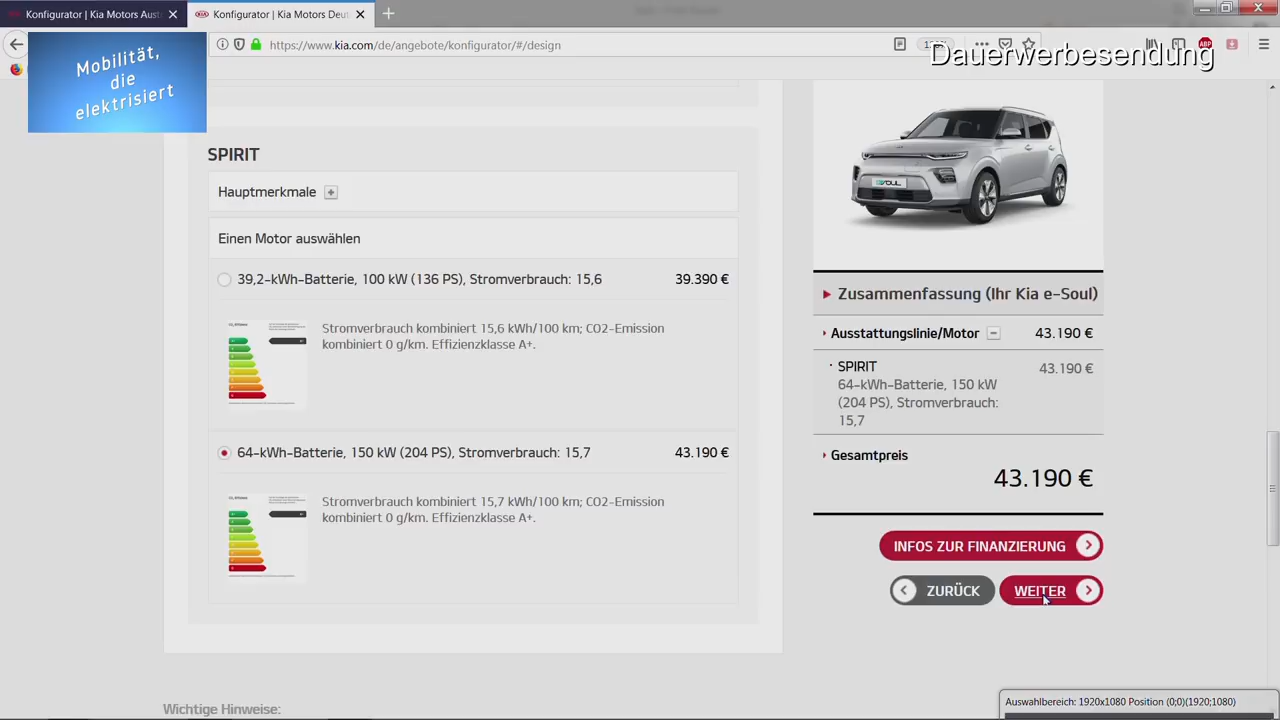 Konfigurator | Kia Motors Aust
Konfigurator | Kia Motors Deut
https://www.kia.com/de/angebote/konfigurator/#/design
ABP
Dauerwerbesendung
Mobilität,
die
elektrisiert
SPIRIT
Hauptmerkmale
Einen Motor auswählen
39,2-kWh-Batterie, 100 kW (136 PS), Stromverbrauch: 15,6 39.390 €
Stromverbrauch kombiniert 15,6 kWh/100 km; CO2-Emission
kombiniert 0 g/km. Effizienzklasse A+.
64-kWh-Batterie, 150 kW (204 PS), Stromverbrauch: 15,7 43.190 €
Stromverbrauch kombiniert 15,7 kWh/100 km; CO2-Emission
kombiniert 0 g/km. Effizienzklasse A+.
Zusammenfassung (Ihr Kia e-Soul)
Ausstattungslinie/Motor 43.190 €
SPIRIT 43.190 €
64-kWh-Batterie, 150 kW
(204 PS), Stromverbrauch:
15,7
Gesamtpreis
43.190 €
INFOS ZUR FINANZIERUNG
ZURÜCK WEITER
Wichtige Hinweise:
Auswahlbereich: 1920x1080 Position (0;0)(1920;1080)